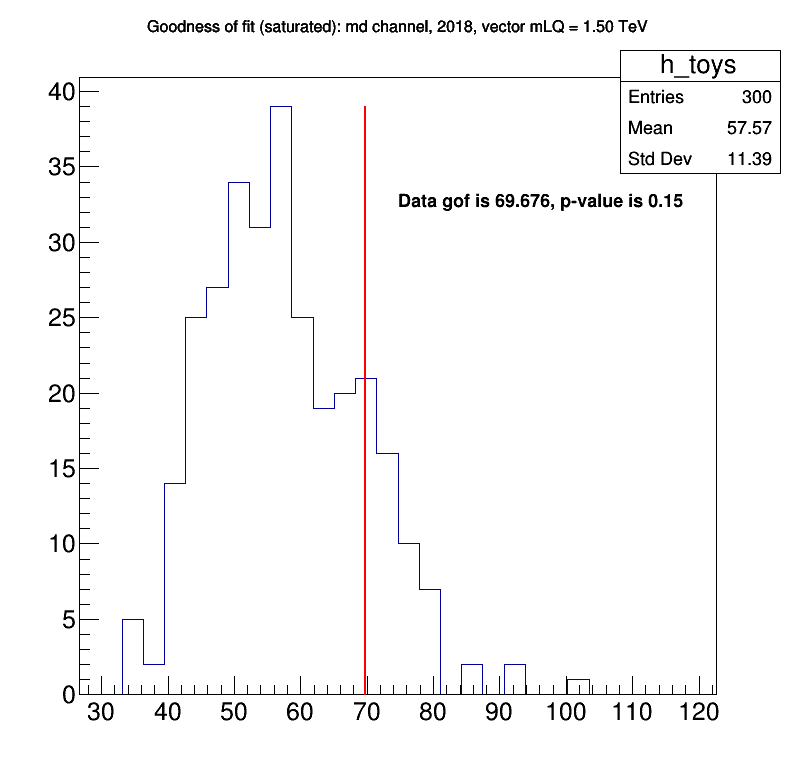 Goodness of fit (saturated): md channel, 2018, vector mLQ = 1.50 TeV
h_toys
Entries 300
Mean 57.57
Std Dev 11.39
Data gof is 69.676, p-value is 0.15
40
35
30
25
20
15
10
5
0
30 40 50 60 70 80 90 100 110 120